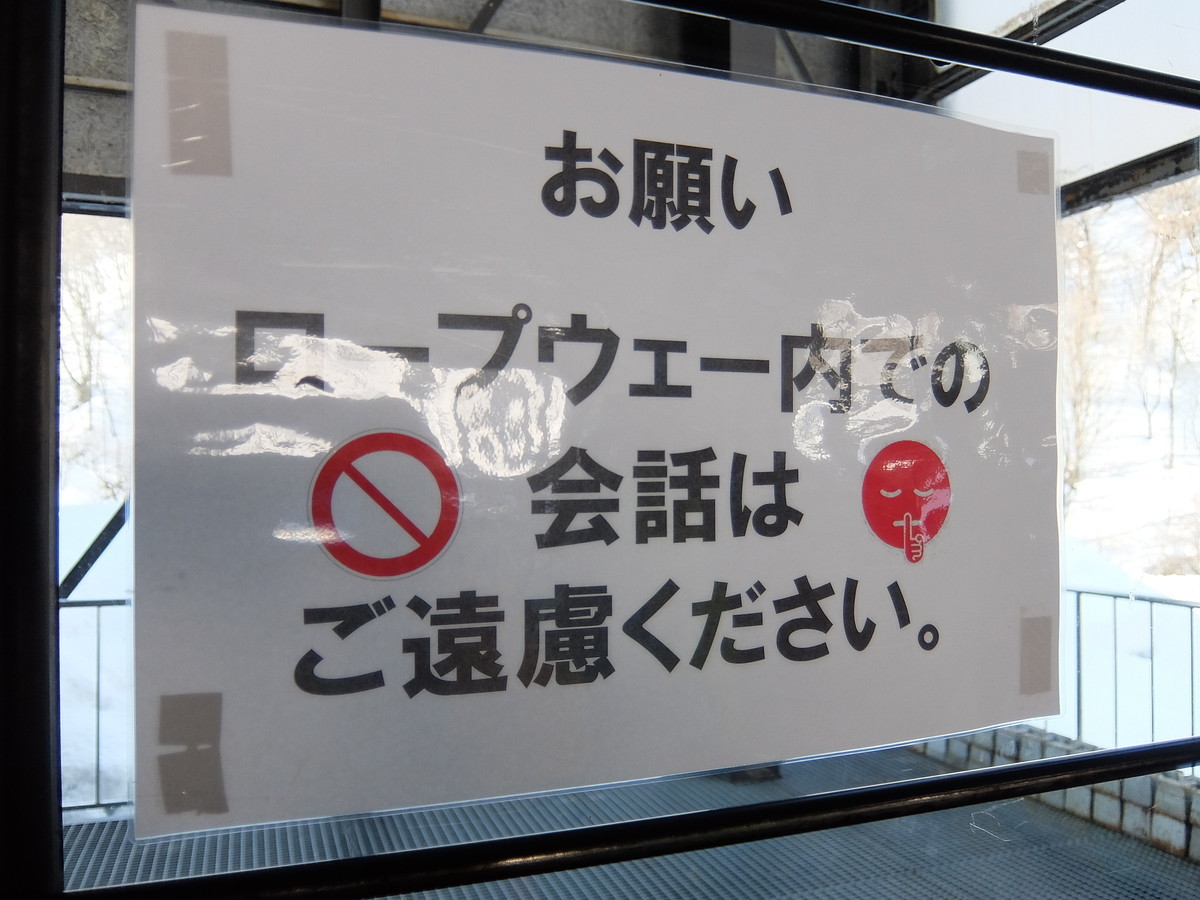 お願い
ロープウェー内での
会話は
ご遠慮ください。